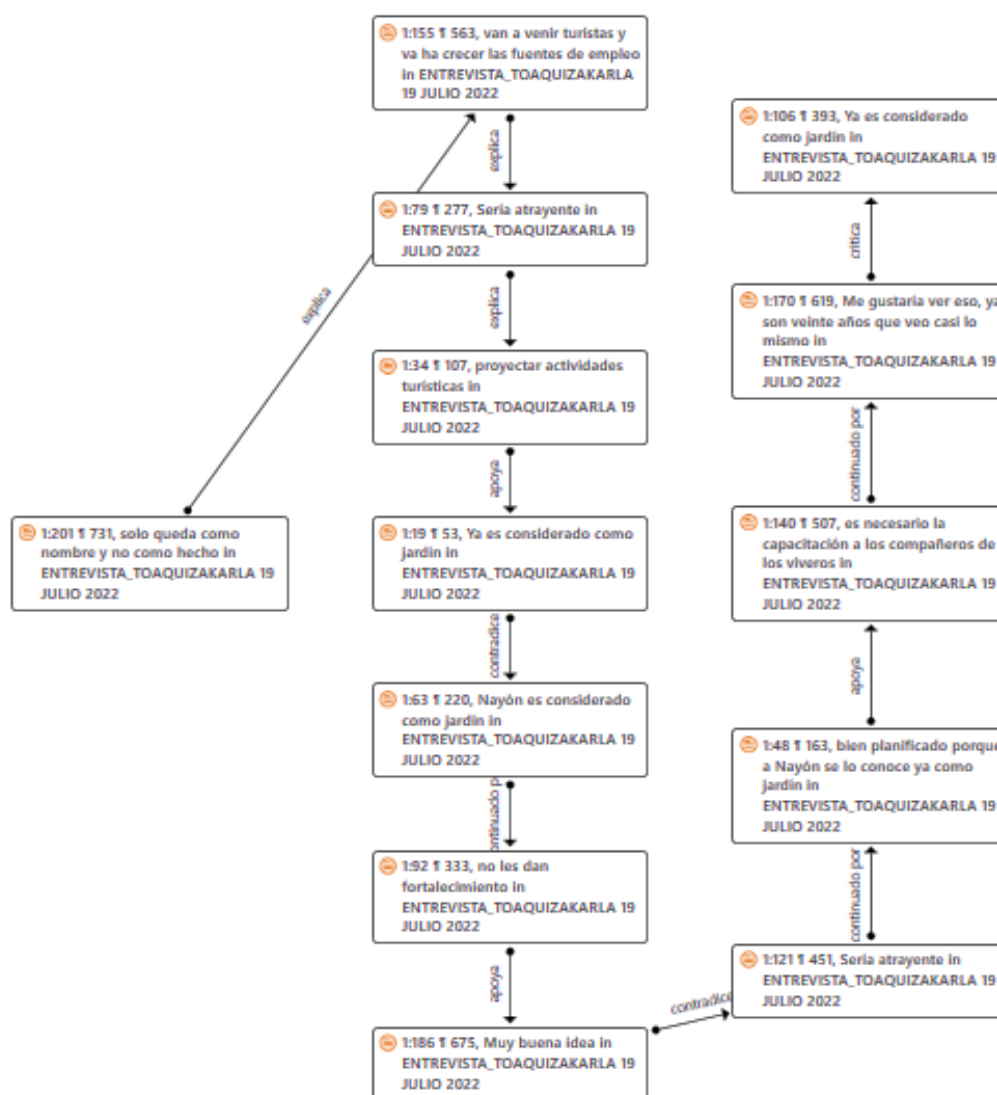 1:155 ¶ 563, van a venir turistas y
va ha crecer las fuentes de empleo
in ENTREVISTA_TOAQUIZAKARLA
19 JULIO 2022
explica
1:79 ¶ 277, Seria atrayente in
ENTREVISTA_TOAQUIZAKARLA 19
JULIO 2022
explica
explica
1:34 ¶ 107, proyectar actividades
turísticas in
ENTREVISTA_TOAQUIZAKARLA 19
JULIO 2022
apoya
1:201 ¶ 731, solo queda como
nombre y no como hecho in
ENTREVISTA_TOAQUIZAKARLA 19
JULIO 2022
1:19 ¶ 53, Ya es considerado como
jardín in
ENTREVISTA_TOAQUIZAKARLA 19
JULIO 2022
contradice
1:63 ¶ 220, Nayón es considerado
como jardín in
ENTREVISTA_TOAQUIZAKARLA 19
JULIO 2022
ontinuado p
1:92 ¶ 333, no les dan
fortalecimiento in
ENTREVISTA_TOAQUIZAKARLA 19
JULIO 2022
apoya
1:186 ¶ 675, Muy buena idea in
ENTREVISTA_TOAQUIZAKARLA 19
JULIO 2022
contradice
1:121 ¶ 451, Seria atrayente in
ENTREVISTA_TOAQUIZAKARLA 19
JULIO 2022
continuado por
1:48 ¶ 163, bien planificado porque
a Nayón se lo conoce ya como
jardín in
ENTREVISTA_TOAQUIZAKARLA 19
JULIO 2022
apoya
1:140 ¶ 507, es necesario la
capacitación a los compañeros de
los viveros in
ENTREVISTA_TOAQUIZAKARLA 19
JULIO 2022
continuado por
1:170 ¶ 619, Me gustaría ver eso, ya
son veinte años que veo casi lo
mismo in
ENTREVISTA_TOAQUIZAKARLA 19
JULIO 2022
critica
1:106 ¶ 393, Ya es considerado
como jardín in
ENTREVISTA_TOAQUIZAKARLA 19
JULIO 2022